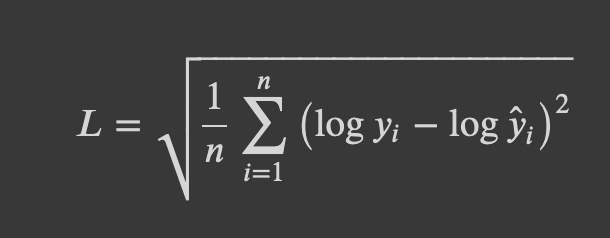 L = √(1/n ∑_{i=1}^{n} (log y_i − log ŷ_i)²)